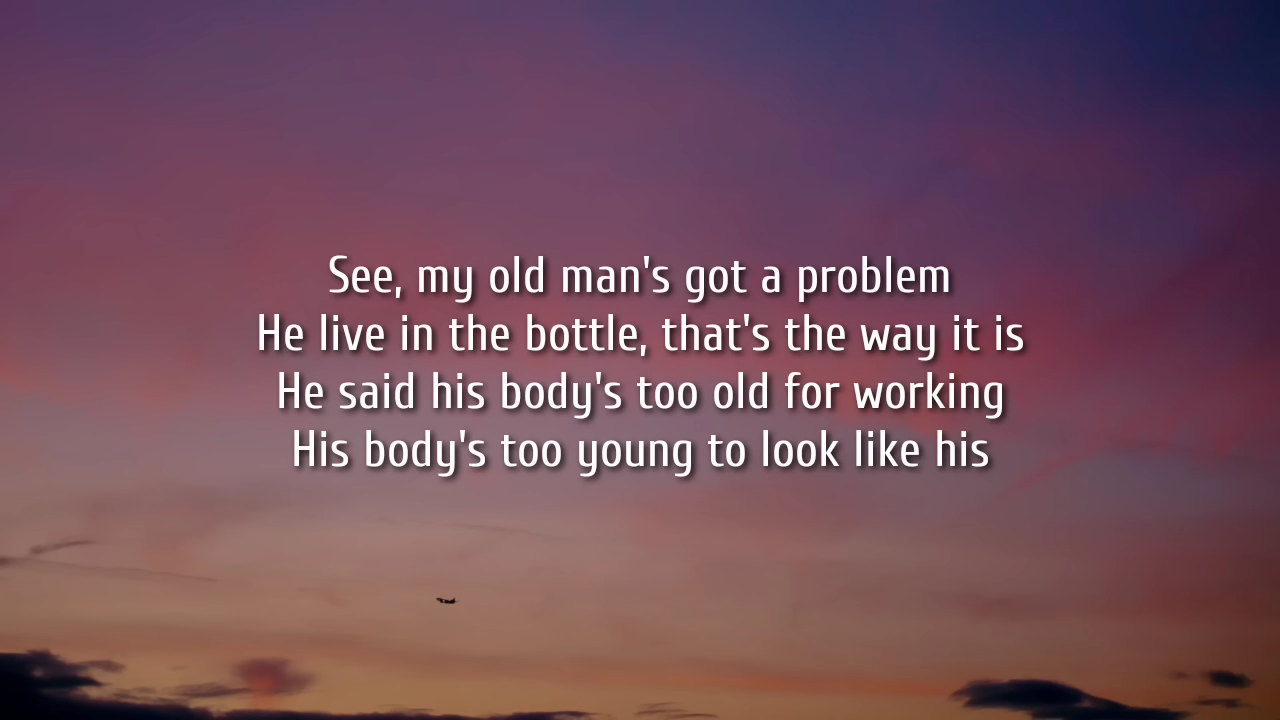 See, my old man's got a problem
He live in the bottle, that's the way it is
He said his body's too old for working
His body's too young to look like his